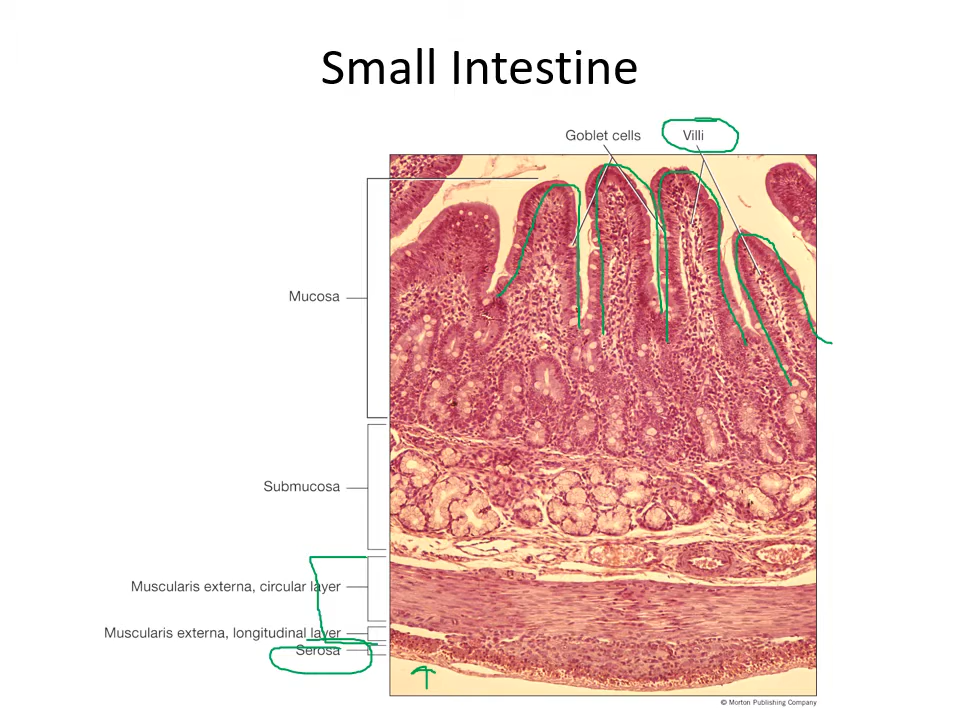 Small Intestine
Goblet cells
Villi
Mucosa
Submucosa
Muscularis externa, circular layer
Muscularis externa, longitudinal layer
Serosa
© Morton Publishing Company